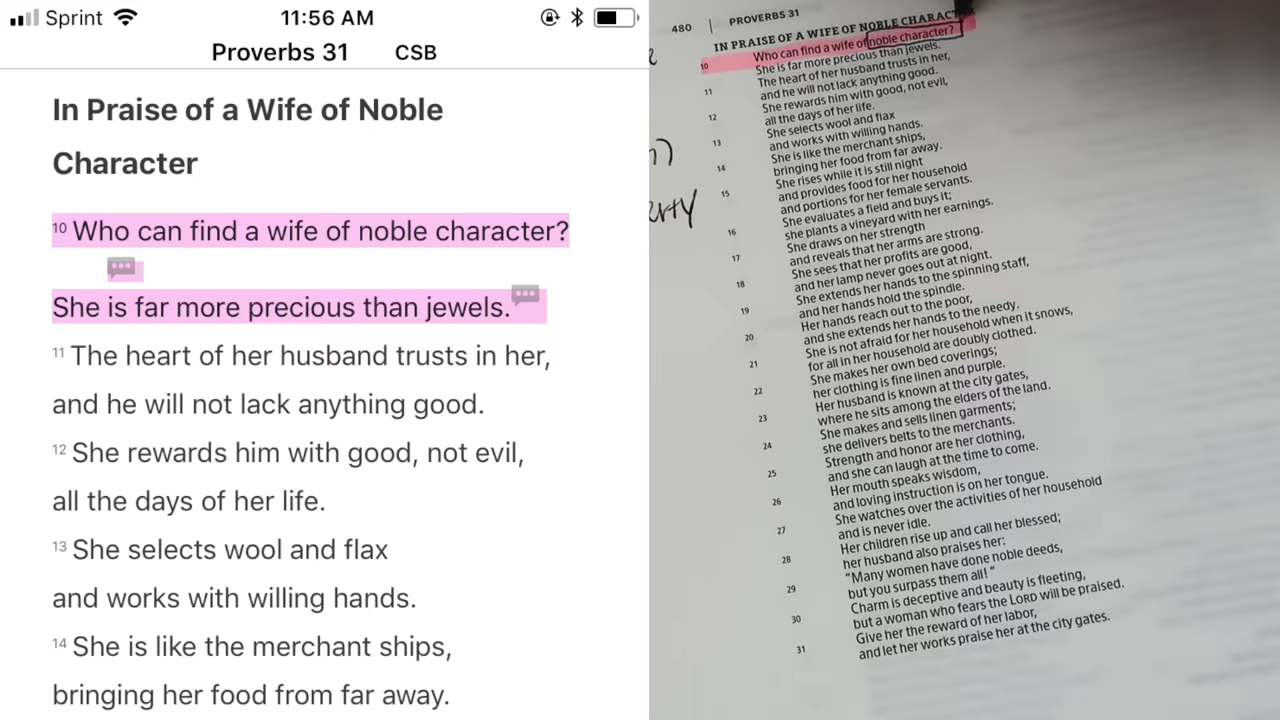 Sprint 11:56 AM
Proverbs 31 CSB
In Praise of a Wife of Noble
Character
10 Who can find a wife of noble character?
She is far more precious than jewels.
11 The heart of her husband trusts in her,
and he will not lack anything good.
12 She rewards him with good, not evil,
all the days of her life.
13 She selects wool and flax
and works with willing hands.
14 She is like the merchant ships,
bringing her food from far away.
480 | PROVERBS 31
IN PRAISE OF A WIFE OF NOBLE
10 Who can find a wife of noble character?
She is far more precious than jewels.
11 The heart of her husband trusts in her,
and he will not lack anything good.
12 She rewards him with good, not evil,
all the days of her life.
13 She selects wool and flax
and works with willing hands.
14 She is like the merchant ships,
bringing her food from far away.
15 She rises while it is still night
and provides food for her household
and portions for her female servants.
16 She evaluates a field and buys it;
she plants a vineyard with her earnings.
17 She draws on her strength
and reveals that her arms are strong.
18 She sees that her profits are good,
and her lamp never goes out at night.
19 She extends her hands to the spinning staff,
and her hands hold the spindle.
20 Her hands reach out to the poor,
and she extends her hands to the needy.
21 She is not afraid for her household when it snows,
for all in her household are doubly clothed.
22 She makes her own bed coverings;
her clothing is fine linen and purple.
23 Her husband is known at the city gates,
where he sits among the elders of the land.
24 She makes and sells linen garments;
she delivers belts to the merchants.
25 Strength and honor are her clothing,
and she can laugh at the time to come.
26 Her mouth speaks wisdom,
and loving instruction is on her tongue.
27 She watches over the activities of her household
and is never idle.
28 Her children rise up and call her blessed;
her husband also praises her:
29 "Many women have done noble deeds,
but you surpass them all!"
30 Charm is deceptive and beauty is fleeting,
but a woman who fears the LORD will be praised.
31 Give her the reward of her labor,
and let her works praise her at the city gates.